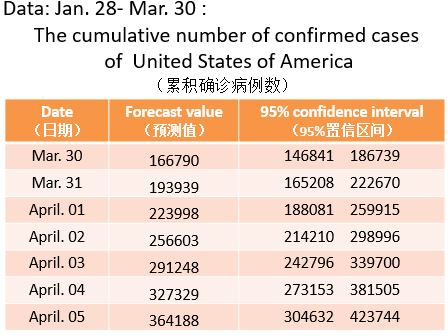 Data: Jan. 28- Mar. 30 :
The cumulative number of confirmed cases
of United States of America
（累积确诊病例数）
Date Forecast value 95% confidence interval
（日期） （预测值） （95%置信区间）
Mar. 30 166790 146841 186739
Mar. 31 193939 165208 222670
April. 01 223998 188081 259915
April. 02 256603 214210 298996
April. 03 291248 242796 339700
April. 04 327329 273153 381505
April. 05 364188 304632 423744